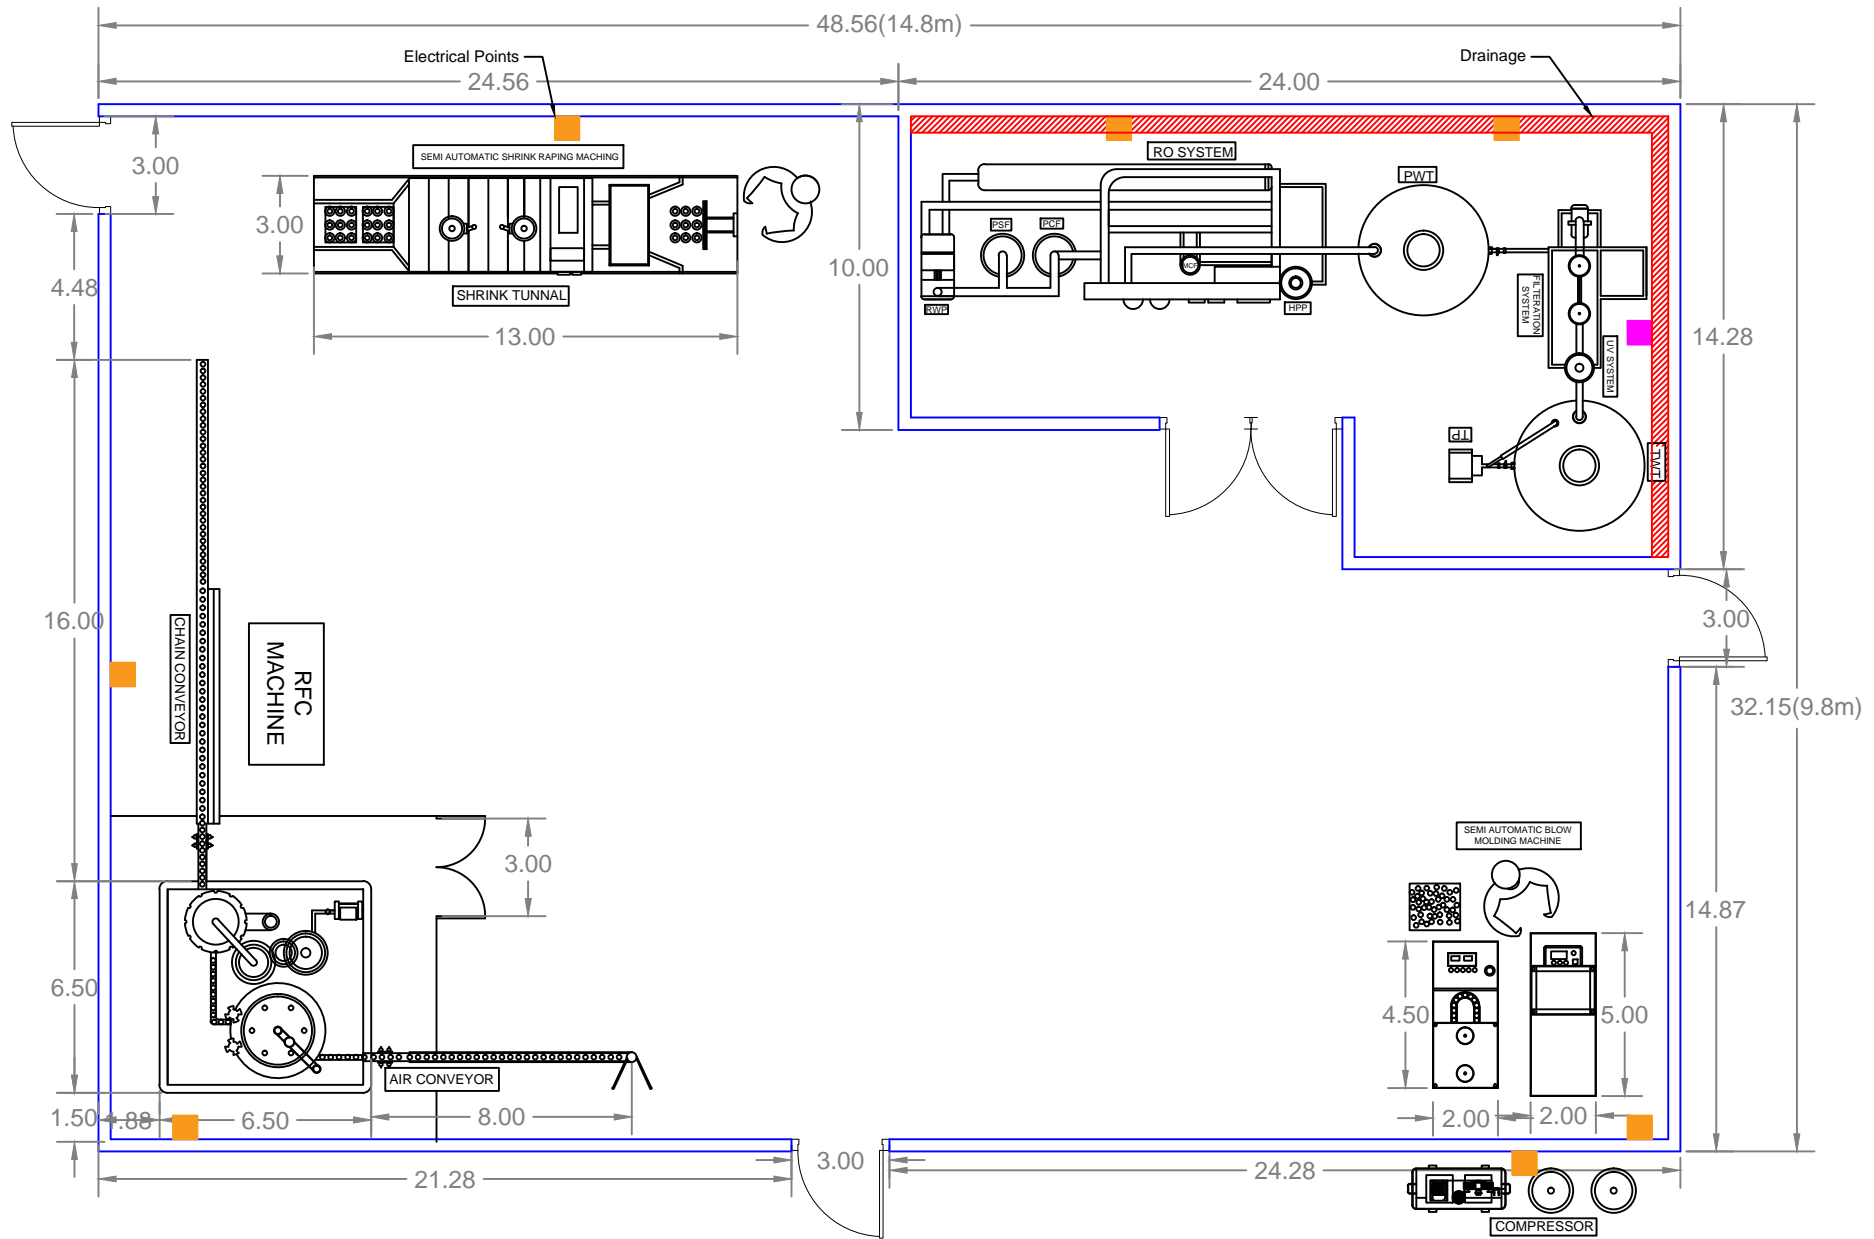 48.56(14.8m)
Electrical Points
Drainage
24.56
24.00
3.00
SEMI AUTOMATIC SHRINK RAPING MACHING
RO SYSTEM
PWT
3.00
PSF
PCF
10.00
MCF
4.48
SHRINK TUNNAL
RWP
HPP
FILTERATION
SYSTEM
13.00
14.28
UV SYSTEM
TP
TWT
16.00
CHAIN CONVEYOR
RFC
MACHINE
3.00
32.15(9.8m)
SEMI AUTOMATIC BLOW
MOLDING MACHINE
3.00
14.87
6.50
4.50
5.00
AIR CONVEYOR
1.50
1.88
6.50
8.00
2.00
2.00
3.00
21.28
24.28
COMPRESSOR